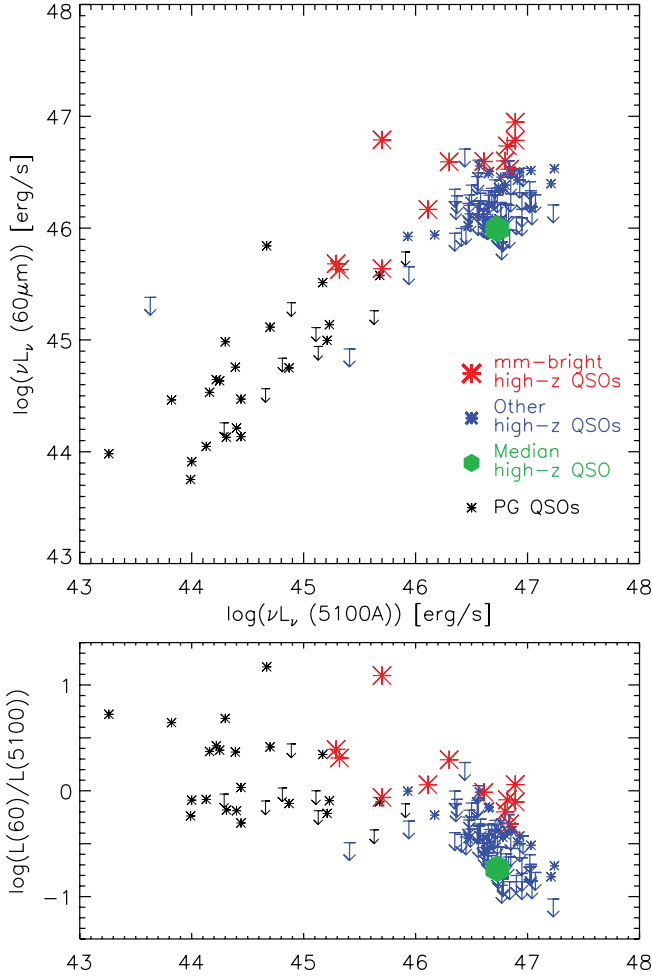 48
47
46
45
44
43
log(νLν (60μm)) [erg/s]
mm−bright
high−z QSOs
Other
high−z QSOs
Median
high−z QSO
PG QSOs
43 44 45 46 47 48
log(νLν (5100A)) [erg/s]
1
0
−1
log(L(60)/L(5100))
43 44 45 46 47 48